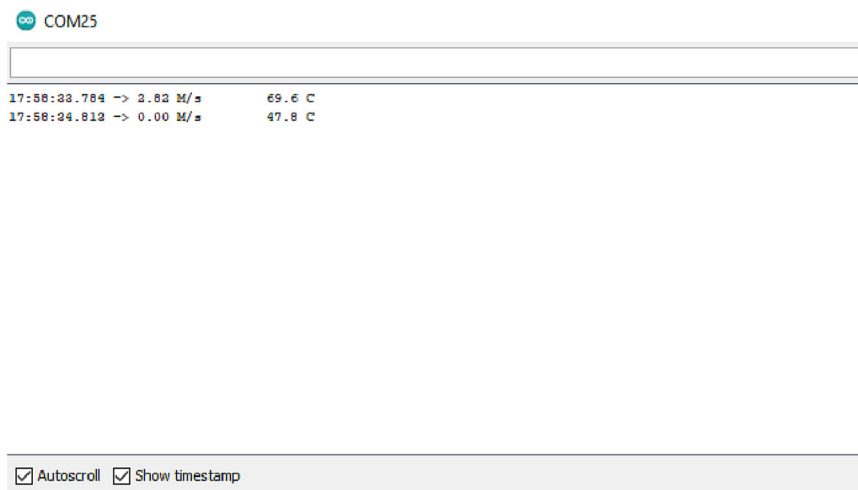 COM25
17:58:33.784 -> 2.82 M/s 69.6 C
17:58:34.813 -> 0.00 M/s 47.8 C
Autoscroll Show timestamp